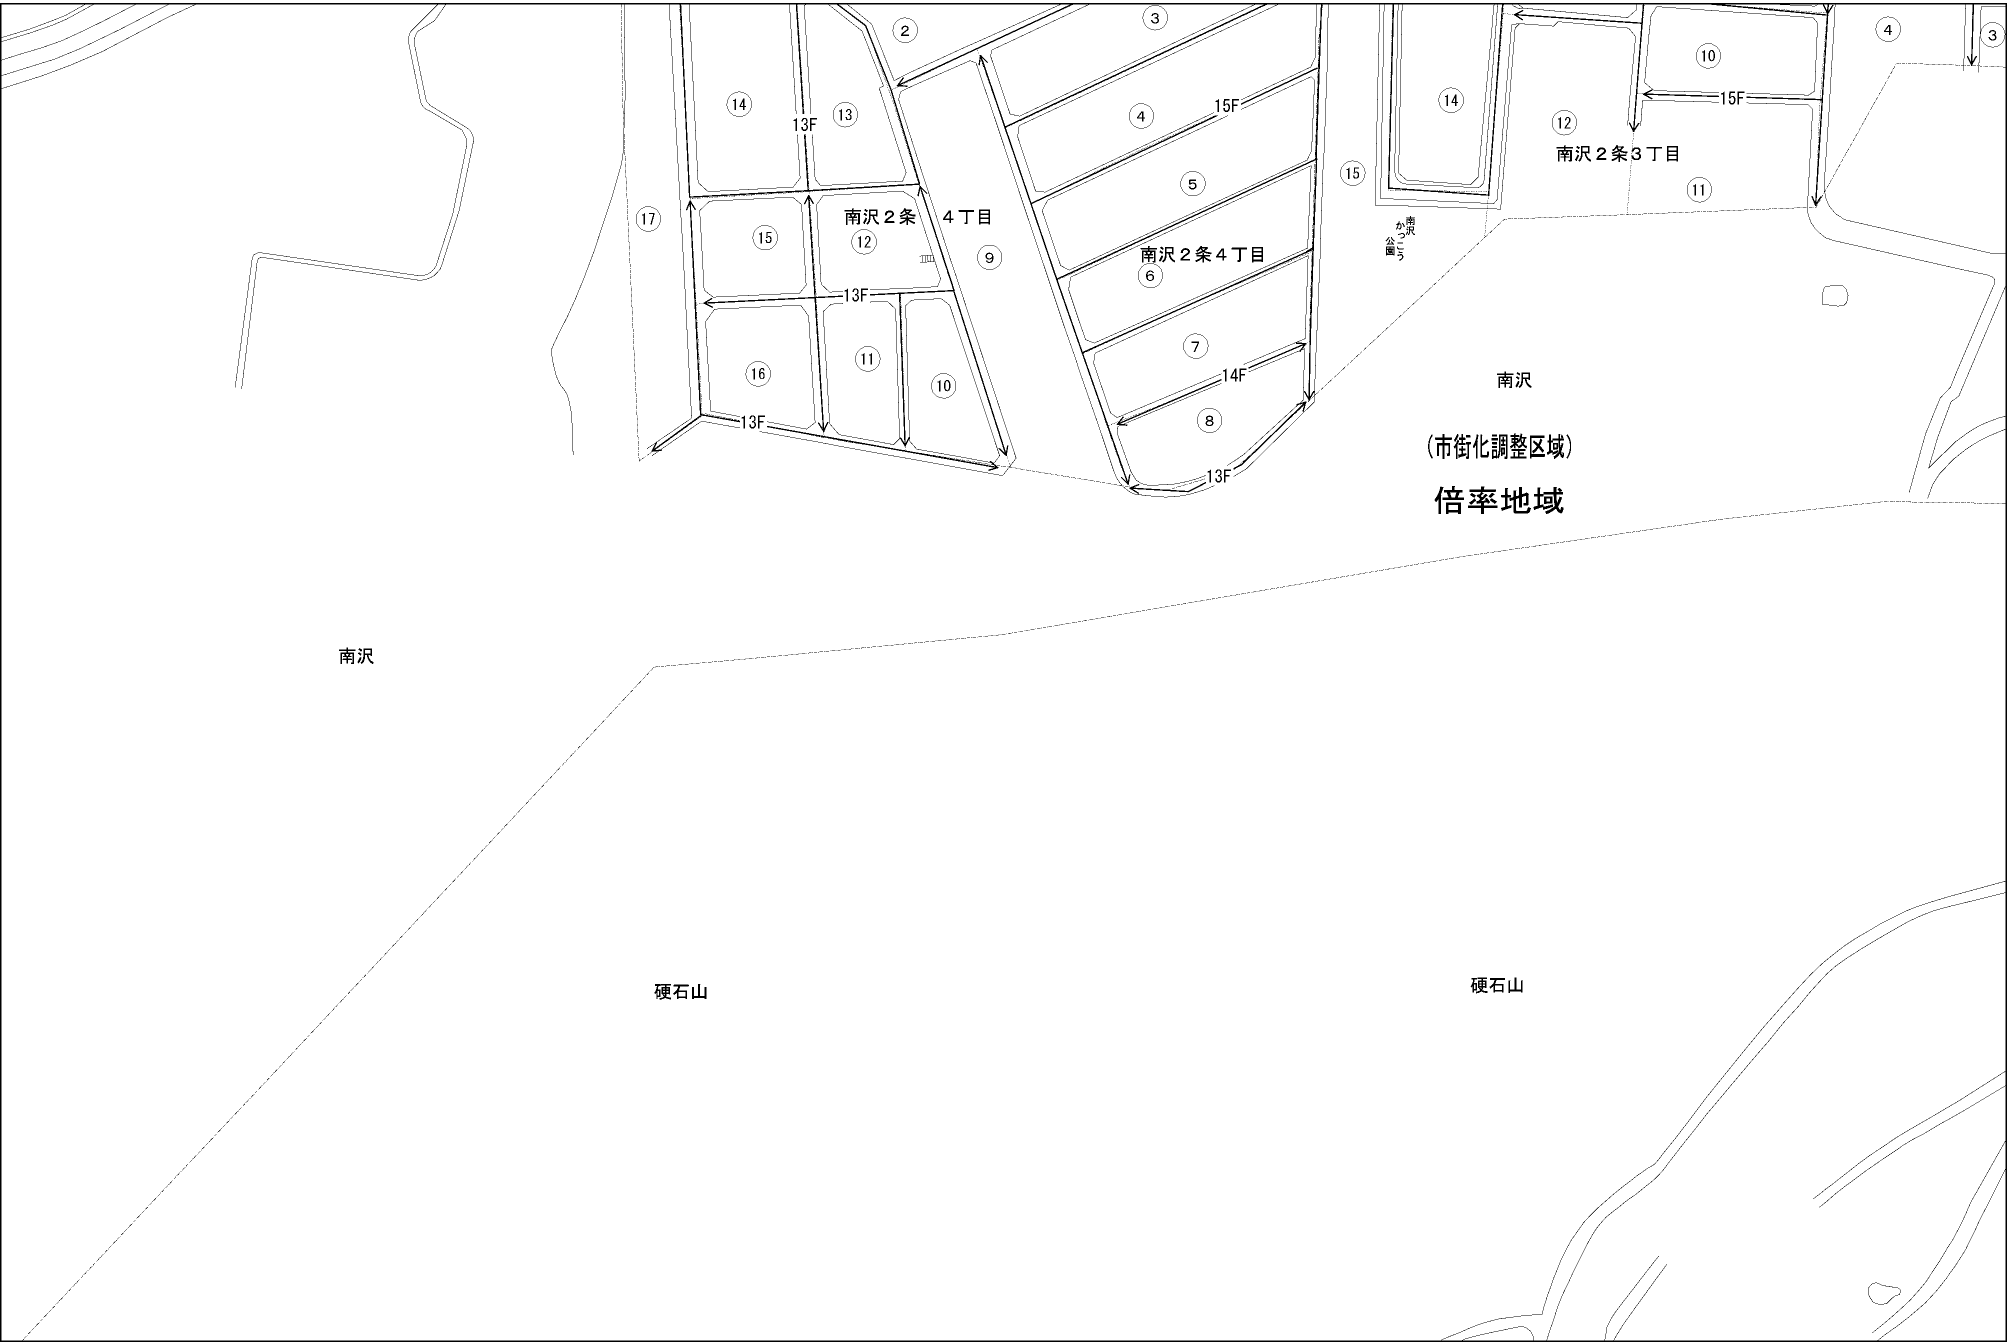 ②
③
④
③
⑭
13F
⑬
④
15F
⑭
⑩
15F
⑫
南沢２条３丁目
⑤
⑮
⑪
⑰
南沢２条　４丁目
⑮
⑫
⑨
南沢２条４丁目
⑥
南沢
かっこう
公園
13F
⑯
⑪
⑩
⑦
14F
⑧
13F
13F
南沢
（市街化調整区域）
倍率地域
南沢
硬石山
硬石山